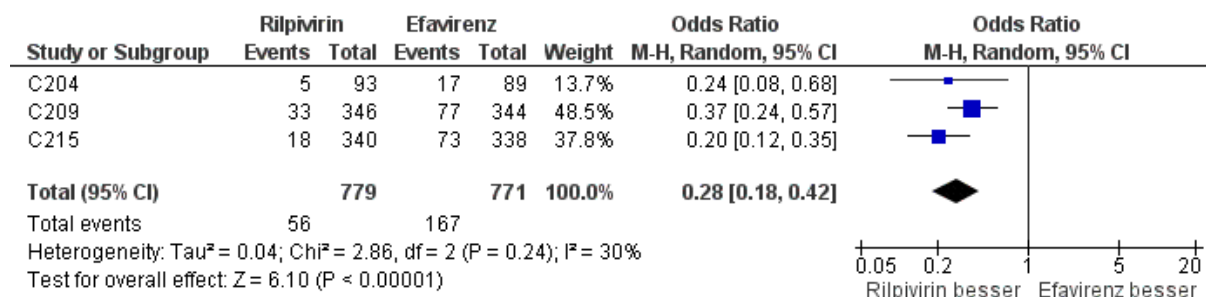 Rilpivirin Efavirenz Odds Ratio Odds Ratio
Study or Subgroup Events Total Events Total Weight M-H, Random, 95% CI M-H, Random, 95% CI
C204 5 93 17 89 13.7% 0.24 [0.08, 0.68]
C209 33 346 77 344 48.5% 0.37 [0.24, 0.57]
C215 18 340 73 338 37.8% 0.20 [0.12, 0.35]
Total (95% CI) 779 771 100.0% 0.28 [0.18, 0.42]
Total events 56 167
Heterogeneity: Tau² = 0.04; Chi² = 2.86, df = 2 (P = 0.24); I² = 30%
Test for overall effect: Z = 6.10 (P < 0.00001)
0.05 0.2 1 5 20
Rilpivirin besser Efavirenz besser